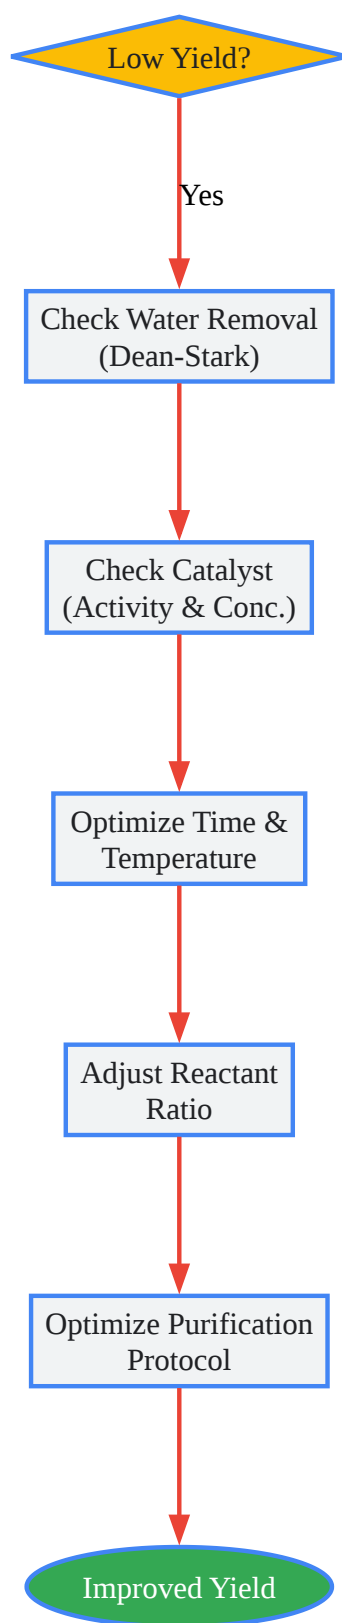 Low Yield?
Yes
Check Water Removal
(Dean-Stark)
Check Catalyst
(Activity & Conc.)
Optimize Time &
Temperature
Adjust Reactant
Ratio
Optimize Purification
Protocol
Improved Yield